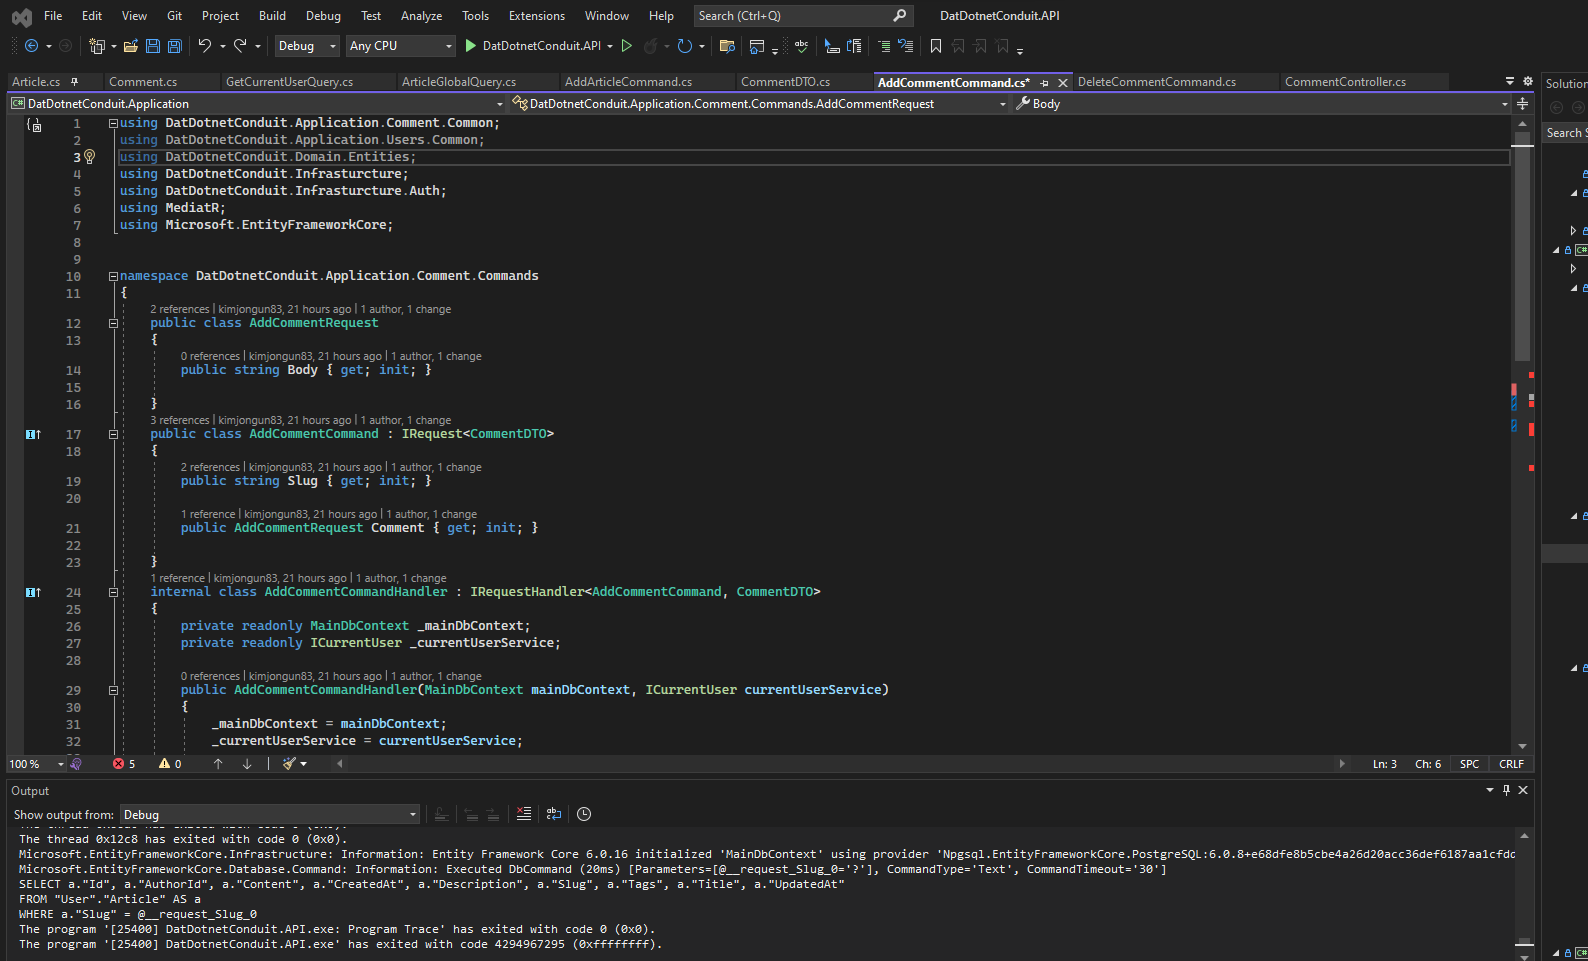 File Edit View Git Project Build Debug Test Analyze Tools Extensions Window Help Search (Ctrl+Q) DatDotnetConduit.API
Debug Any CPU DatDotnetConduit.API
Article.cs Comment.cs GetCurrentUserQuery.cs ArticleGlobalQuery.cs AddArticleCommand.cs CommentDTO.cs AddCommentCommand.cs* DeleteCommentCommand.cs CommentController.cs
Solution
DatDotnetConduit.Application DatDotnetConduit.Application.Comment.Commands.AddCommentRequest Body
Search S
1 using DatDotnetConduit.Application.Comment.Common;
2 using DatDotnetConduit.Application.Users.Common;
3 using DatDotnetConduit.Domain.Entities;
4 using DatDotnetConduit.Infrasturcture;
5 using DatDotnetConduit.Infrasturcture.Auth;
6 using MediatR;
7 using Microsoft.EntityFrameworkCore;
8
9
10 namespace DatDotnetConduit.Application.Comment.Commands
11 {
2 references | kimjongun83, 21 hours ago | 1 author, 1 change
12 public class AddCommentRequest
13 {
0 references | kimjongun83, 21 hours ago | 1 author, 1 change
14 public string Body { get; init; }
15
16 }
3 references | kimjongun83, 21 hours ago | 1 author, 1 change
17 public class AddCommentCommand : IRequest<CommentDTO>
18 {
2 references | kimjongun83, 21 hours ago | 1 author, 1 change
19 public string Slug { get; init; }
20
1 reference | kimjongun83, 21 hours ago | 1 author, 1 change
21 public AddCommentRequest Comment { get; init; }
22
23 }
1 reference | kimjongun83, 21 hours ago | 1 author, 1 change
24 internal class AddCommentCommandHandler : IRequestHandler<AddCommentCommand, CommentDTO>
25 {
26 private readonly MainDbContext _mainDbContext;
27 private readonly ICurrentUser _currentUserService;
28
0 references | kimjongun83, 21 hours ago | 1 author, 1 change
29 public AddCommentCommandHandler(MainDbContext mainDbContext, ICurrentUser currentUserService)
30 {
31 _mainDbContext = mainDbContext;
32 _currentUserService = currentUserService;
100 % 5 0 Ln: 3 Ch: 6 SPC CRLF
Output
Show output from: Debug
The thread 0x12c8 has exited with code 0 (0x0).
Microsoft.EntityFrameworkCore.Infrastructure: Information: Entity Framework Core 6.0.16 initialized 'MainDbContext' using provider 'Npgsql.EntityFrameworkCore.PostgreSQL:6.0.8+e68dfe8b5cbe4a26d20acc36def6187aa1cfdd
Microsoft.EntityFrameworkCore.Database.Command: Information: Executed DbCommand (20ms) [Parameters=[@__request_Slug_0='?'], CommandType='Text', CommandTimeout='30']
SELECT a."Id", a."AuthorId", a."Content", a."CreatedAt", a."Description", a."Slug", a."Tags", a."Title", a."UpdatedAt"
FROM "User"."Article" AS a
WHERE a."Slug" = @__request_Slug_0
The program '[25400] DatDotnetConduit.API.exe: Program Trace' has exited with code 0 (0x0).
The program '[25400] DatDotnetConduit.API.exe' has exited with code 4294967295 (0xffffffff).